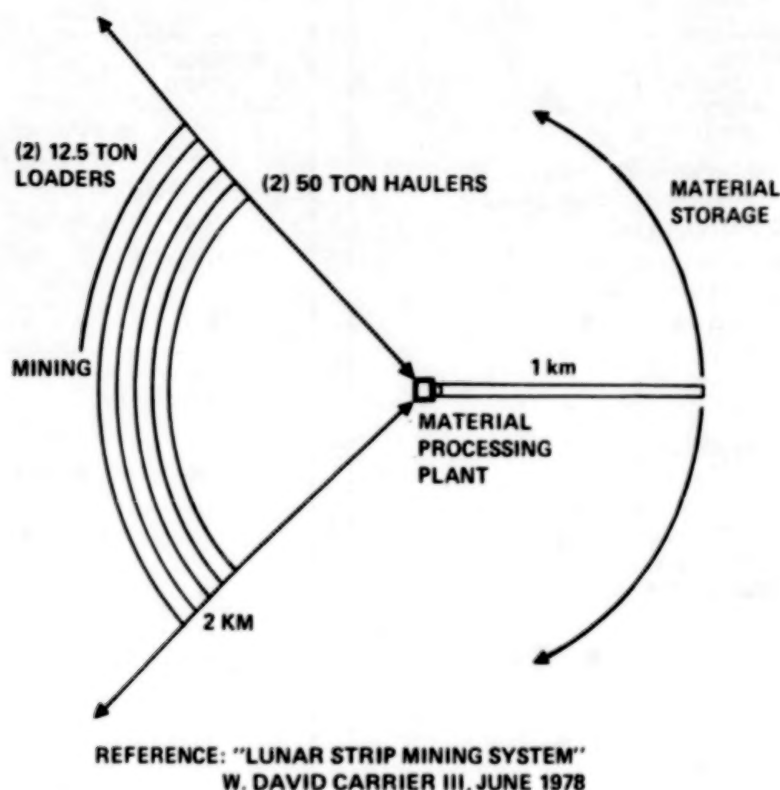 (2) 12.5 TON
LOADERS
(2) 50 TON HAULERS
MATERIAL
STORAGE
MINING
1 km
MATERIAL
PROCESSING
PLANT
2 KM
REFERENCE: "LUNAR STRIP MINING SYSTEM"
W. DAVID CARRIER III, JUNE 1978